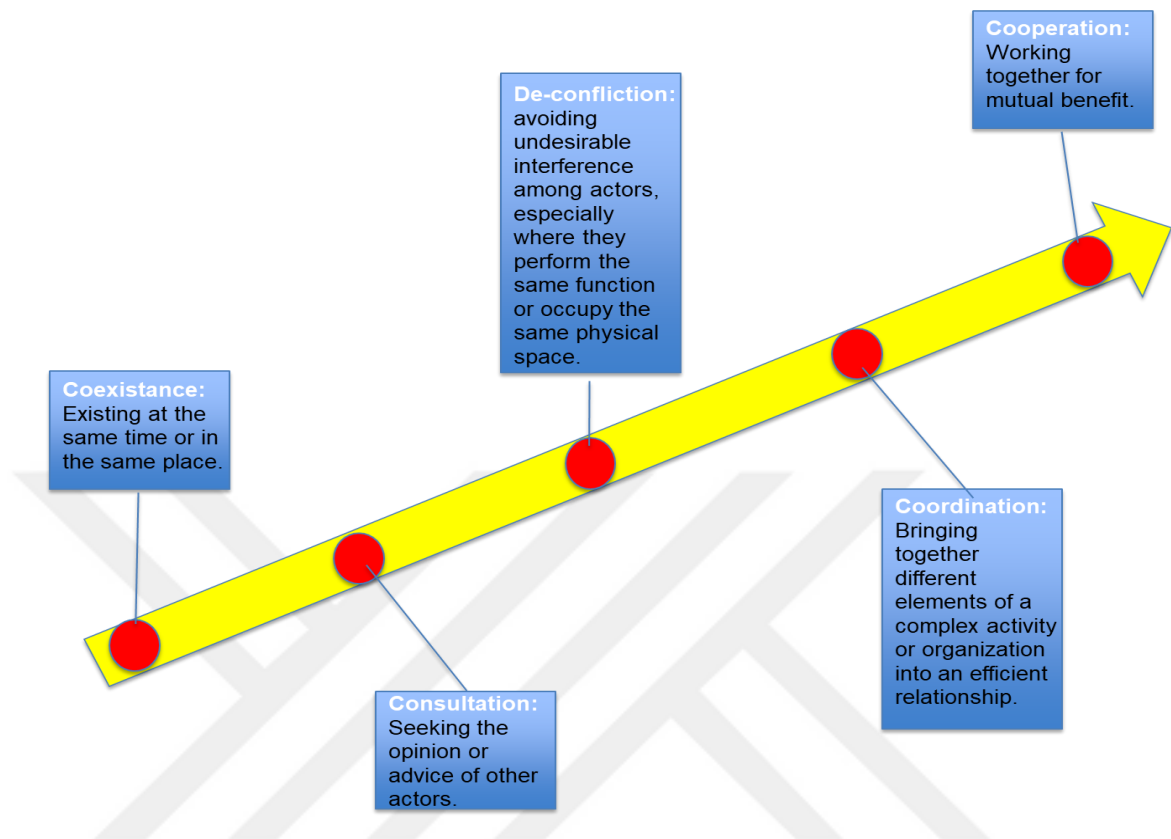 Coexistance:
Existing at the
same time or in
the same place.
Consultation:
Seeking the
opinion or
advice of other
actors.
De-confliction:
avoiding
undesirable
interference
among actors,
especially
where they
perform the
same function
or occupy the
same physical
space.
Coordination:
Bringing
together
different
elements of a
complex activity
or organization
into an efficient
relationship.
Cooperation:
Working
together for
mutual benefit.